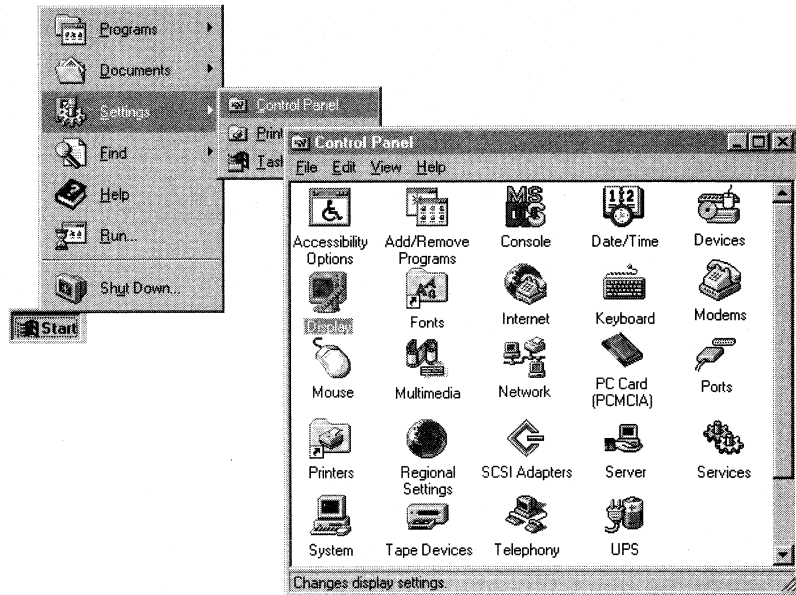 Programs
Documents
Settings
Find
Help
Run...
Shut Down...
Start
Control Panel
Control Panel
File Edit View Help
MS
Accessibility Options
Add/Remove Programs
Console
Date/Time
Devices
Display
Fonts
Internet
Keyboard
Modems
Mouse
Multimedia
Network
PC Card (PCMCIA)
Ports
Printers
Regional Settings
SCSI Adapters
Server
Services
System
Tape Devices
Telephony
UPS
Changes display settings.